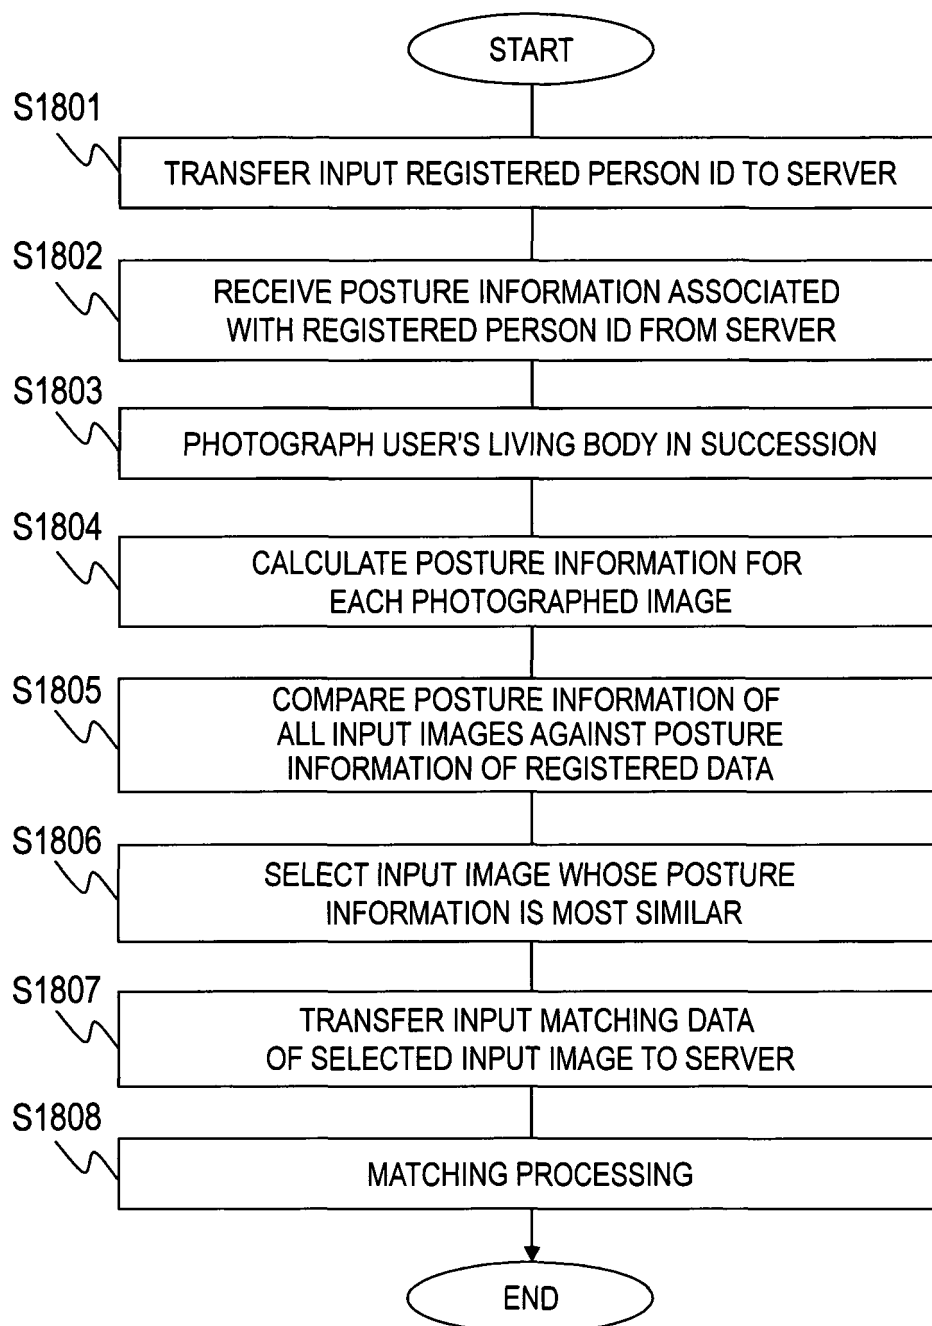 START
S1801
TRANSFER INPUT REGISTERED PERSON ID TO SERVER
S1802
RECEIVE POSTURE INFORMATION ASSOCIATED
WITH REGISTERED PERSON ID FROM SERVER
S1803
PHOTOGRAPH USER'S LIVING BODY IN SUCCESSION
S1804
CALCULATE POSTURE INFORMATION FOR
EACH PHOTOGRAPHED IMAGE
S1805
COMPARE POSTURE INFORMATION OF
ALL INPUT IMAGES AGAINST POSTURE
INFORMATION OF REGISTERED DATA
S1806
SELECT INPUT IMAGE WHOSE POSTURE
INFORMATION IS MOST SIMILAR
S1807
TRANSFER INPUT MATCHING DATA
OF SELECTED INPUT IMAGE TO SERVER
S1808
MATCHING PROCESSING
END